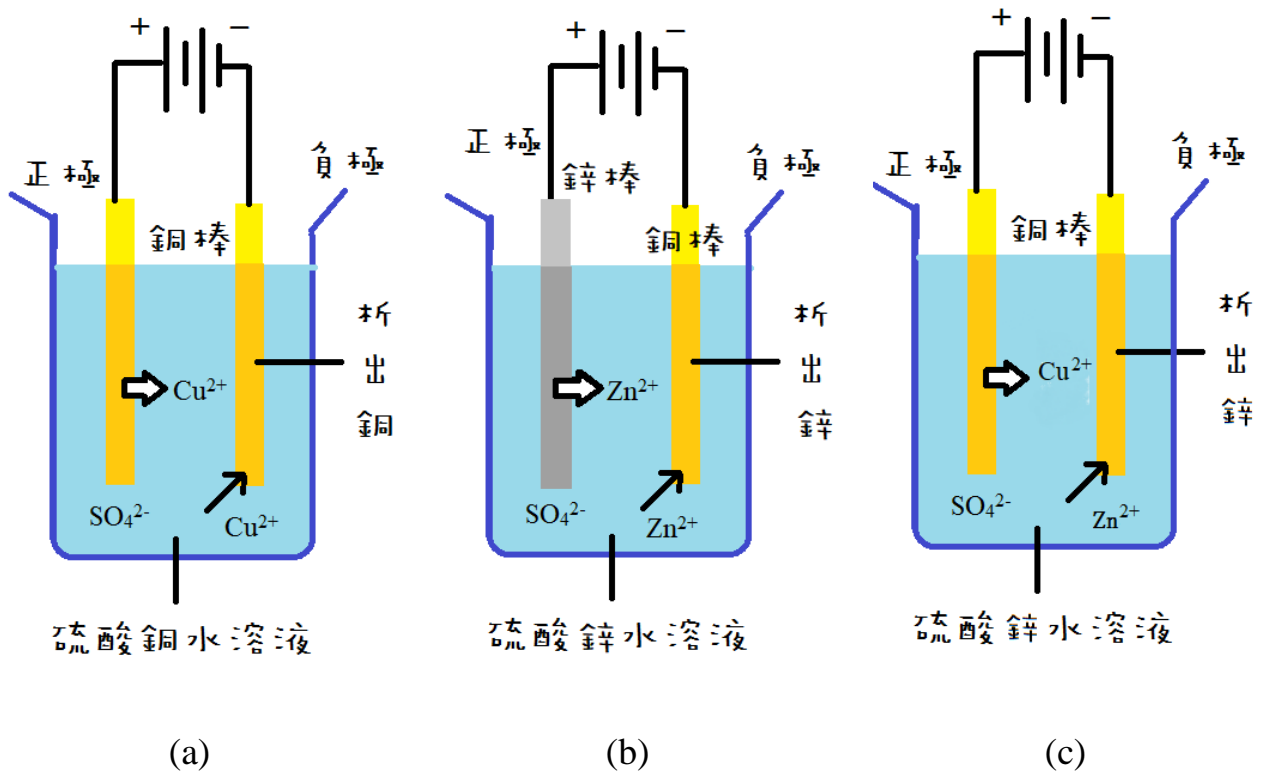 + −
正極
負極
銅棒
析
出
銅
Cu²⁺
SO₄²⁻
Cu²⁺
硫酸銅水溶液
(a)
+ −
正極
鋅棒
負極
銅棒
析
出
鋅
Zn²⁺
SO₄²⁻
Zn²⁺
硫酸鋅水溶液
(b)
+ −
正極
負極
銅棒
析
出
鋅
Cu²⁺
SO₄²⁻
Zn²⁺
硫酸鋅水溶液
(c)